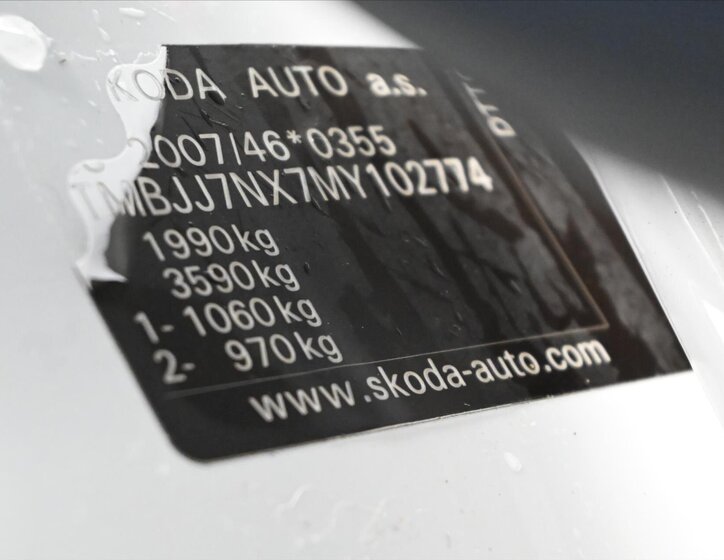 KODA AUTO a.s.
2007/46*0355
TMBJJ7NX7MY102774
1990kg
3590kg
1- 1060kg
2- 970kg
www.skoda-auto.com